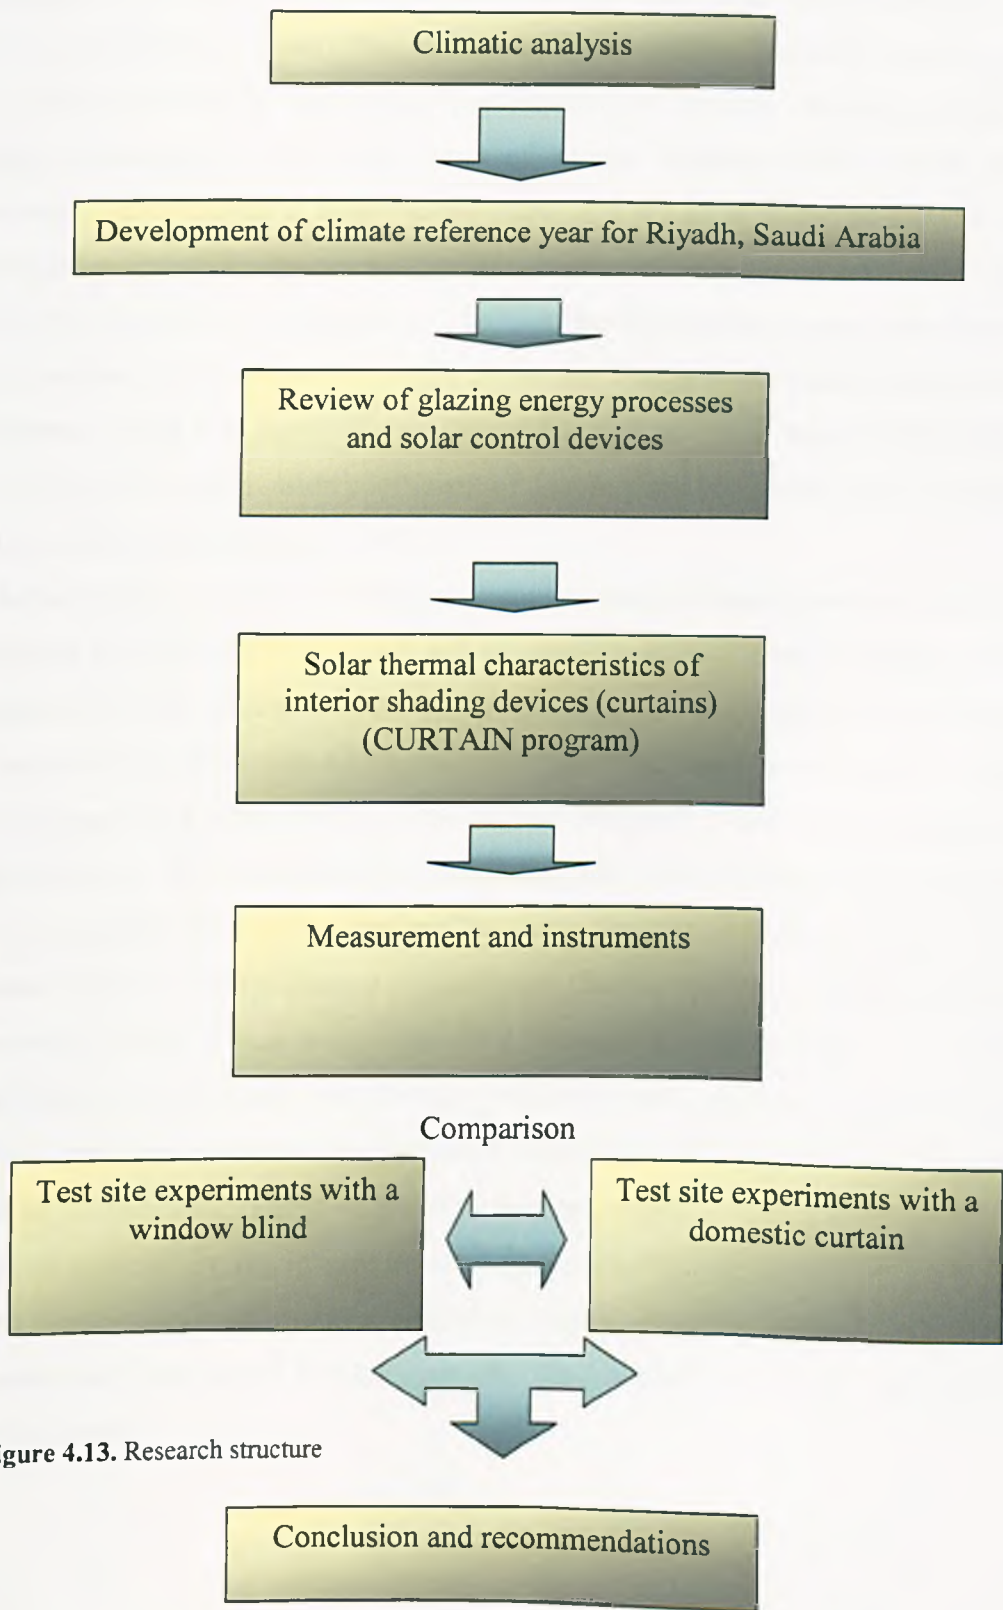 Climatic analysis
Development of climate reference year for Riyadh, Saudi Arabia
Review of glazing energy processes
and solar control devices
Solar thermal characteristics of
interior shading devices (curtains)
(CURTAIN program)
Measurement and instruments
Comparison
Test site experiments with a
window blind
Test site experiments with a
domestic curtain
igure 4.13. Research structure
Conclusion and recommendations